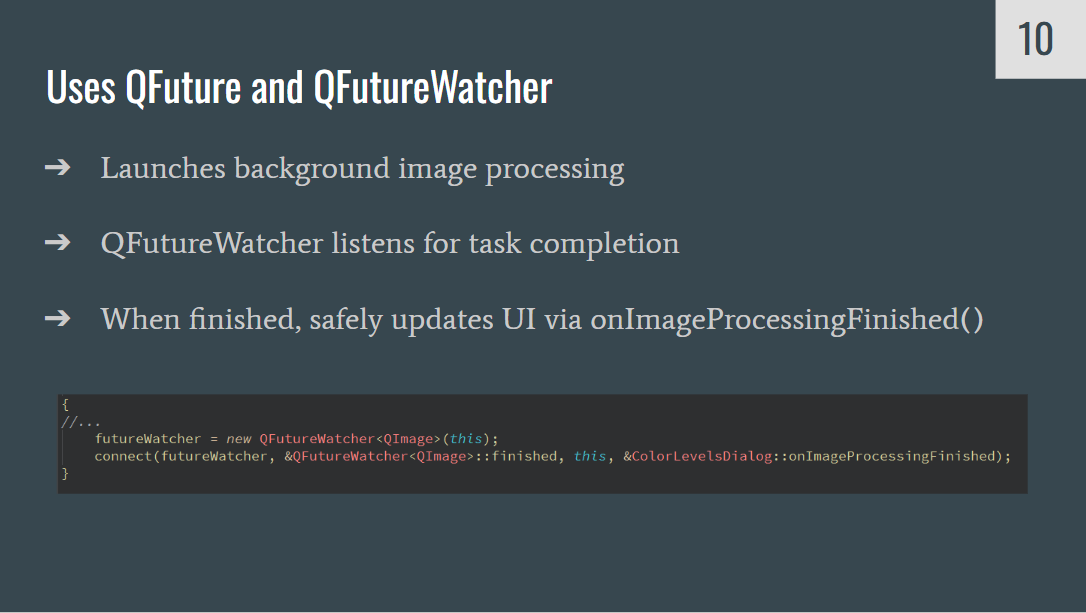 10
Uses QFuture and QFutureWatcher
➔ Launches background image processing
➔ QFutureWatcher listens for task completion
➔ When finished, safely updates UI via onImageProcessingFinished()
{
//...
    futureWatcher = new QFutureWatcher<QImage>(this);
    connect(futureWatcher, &QFutureWatcher<QImage>::finished, this, &ColorLevelsDialog::onImageProcessingFinished);
}